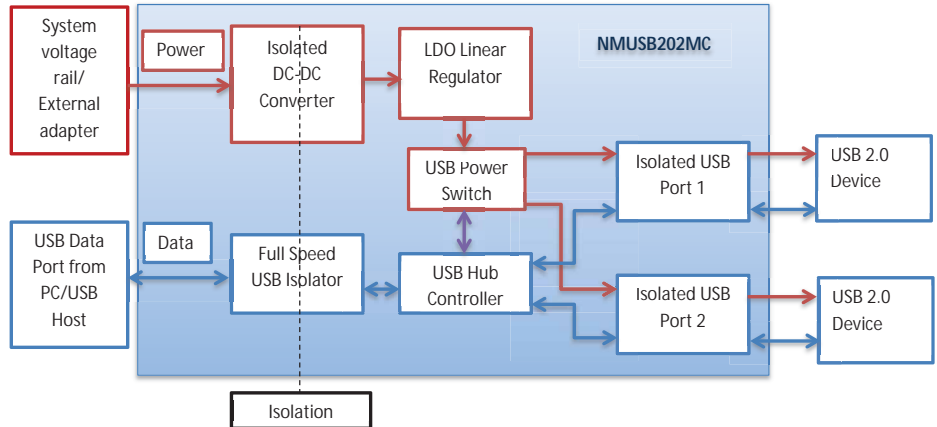 System
voltage
rail/
External
adapter
Power
Isolated
DC-DC
Converter
LDO Linear
Regulator
NMUSB202MC
USB Power
Switch
Isolated USB
Port 1
USB 2.0
Device
USB Data
Port from
PC/USB
Host
Data
Full Speed
USB Isolator
USB Hub
Controller
Isolated USB
Port 2
USB 2.0
Device
Isolation